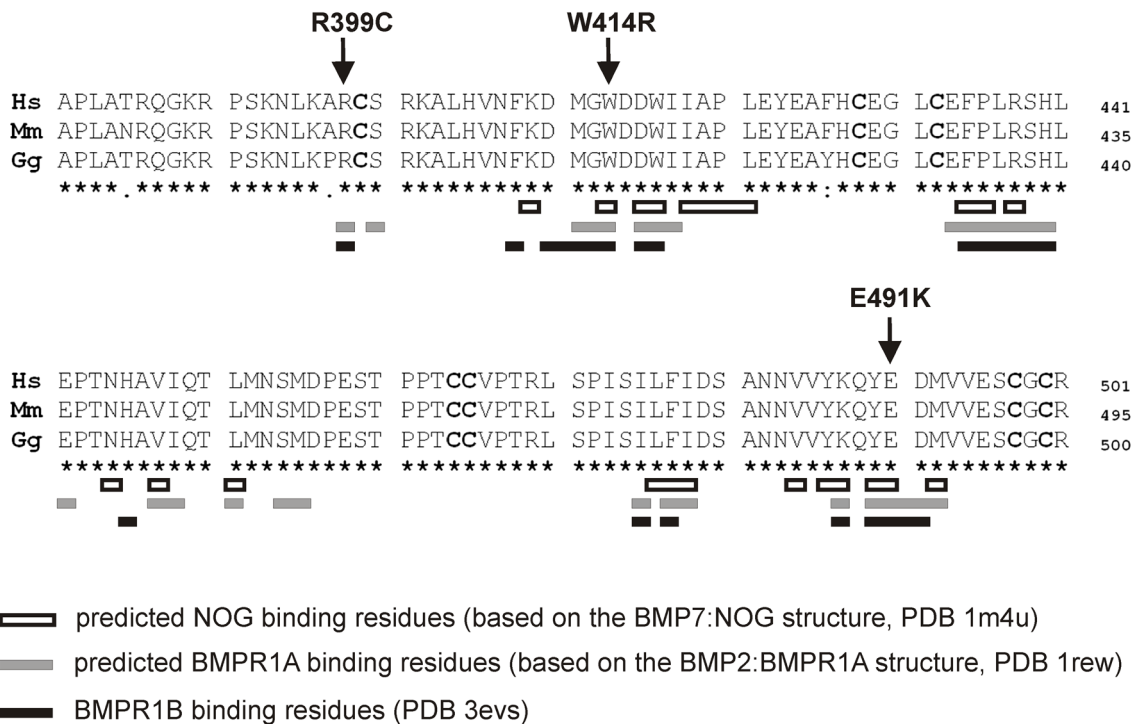 R399C W414R
Hs APLATRQGKR PSKNLKARCS RKALHVNFKD MGWDDWIIAP LEYEAFHCEG LCEFPLRSHL 441
Mm APLANRQGKR PSKNLKARCS RKALHVNFKD MGWDDWIIAP LEYEAFHCEG LCEFPLRSHL 435
Gg APLATRQGKR PSKNLKPRCS RKALHVNFKD MGWDDWIIAP LEYEAYHCEG LCEFPLRSHL 440
****.***** ******.*** ********** ********** *****:**** **********
E491K
Hs EPTNHAVIQT LMNSMDPEST PPTCCVPTRL SPISILFIDS ANNVVYKQYE DMVVESCGCR 501
Mm EPTNHAVIQT LMNSMDPEST PPTCCVPTRL SPISILFIDS ANNVVYKQYE DMVVESCGCR 495
Gg EPTNHAVIQT LMNSMDPEST PPTCCVPTRL SPISILFIDS ANNVVYKQYE DMVVESCGCR 500
********** ********** ********** ********** ********** **********
predicted NOG binding residues (based on the BMP7:NOG structure, PDB 1m4u)
predicted BMPR1A binding residues (based on the BMP2:BMPR1A structure, PDB 1rew)
BMPR1B binding residues (PDB 3evs)